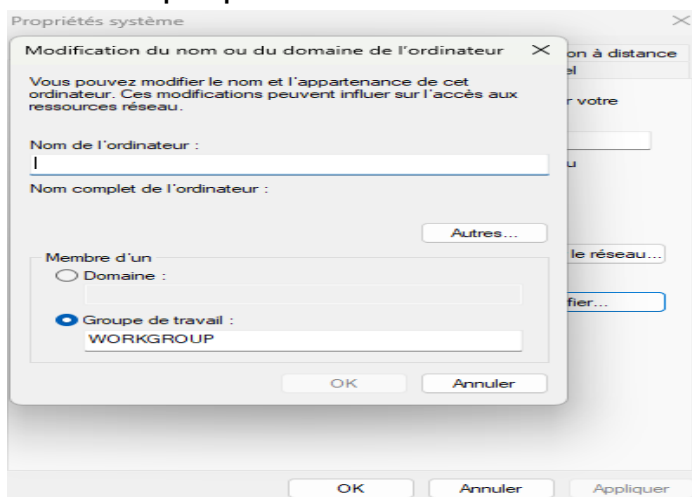 Propriétés système
Modification du nom ou du domaine de l'ordinateur
on à distance
el
Vous pouvez modifier le nom et l'appartenance de cet
ordinateur. Ces modifications peuvent influer sur l'accès aux
ressources réseau.
r votre
Nom de l'ordinateur :
u
Nom complet de l'ordinateur :
Autres...
le réseau...
Membre d'un
Domaine :
fier...
Groupe de travail :
WORKGROUP
OK Annuler
OK Annuler Appliquer